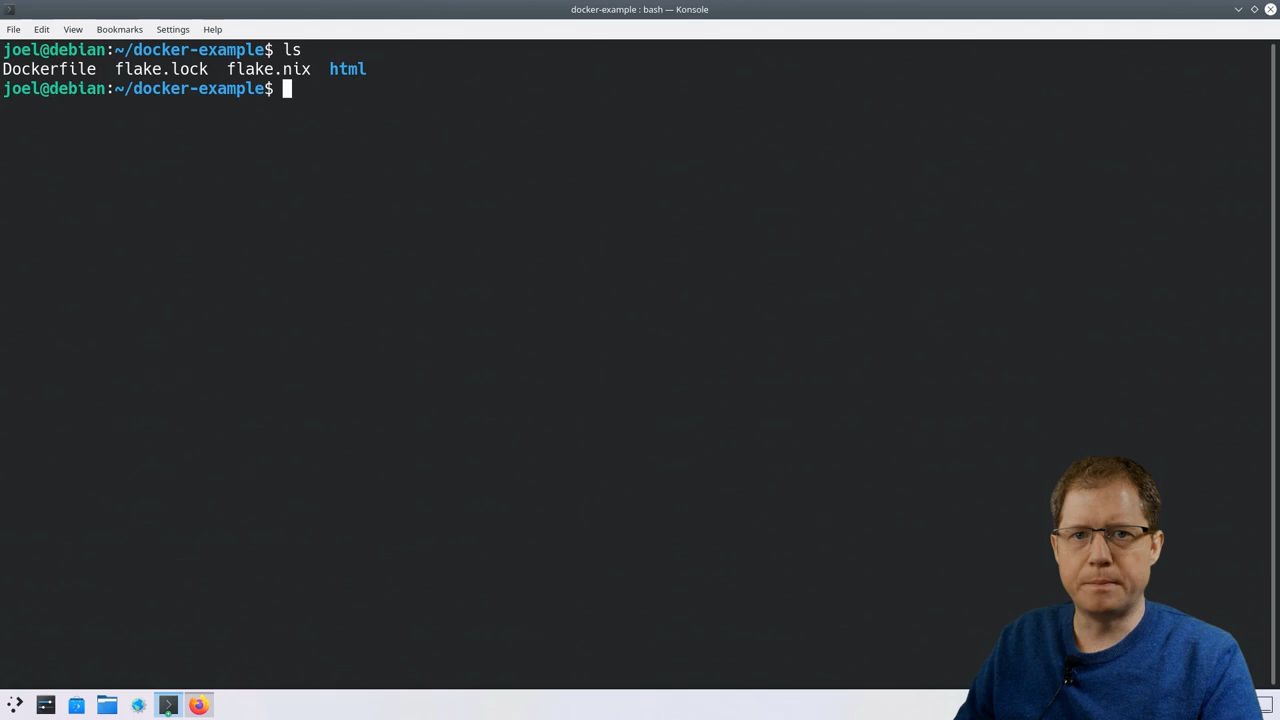 docker-example : bash — Konsole
File Edit View Bookmarks Settings Help
joel@debian:~/docker-example$ ls
Dockerfile flake.lock flake.nix html
joel@debian:~/docker-example$